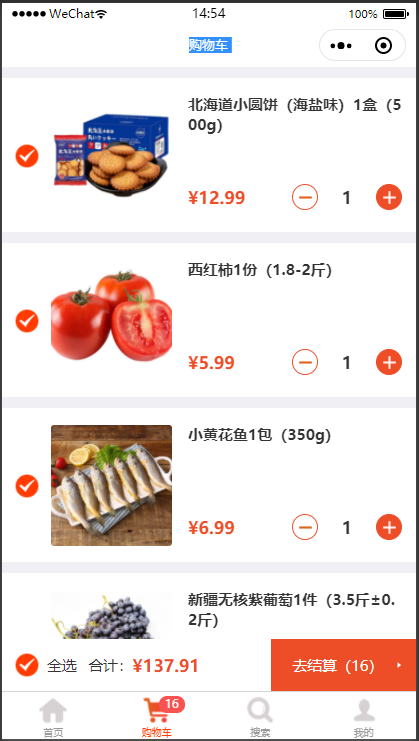 WeChat
14:54
100%
购物车
北海道小圆饼（海盐味）1盒（5
00g）
¥12.99
1
西红柿1份（1.8-2斤）
¥5.99
1
小黄花鱼1包（350g）
¥6.99
1
新疆无核紫葡萄1件（3.5斤±0.
2斤）
全选 合计：¥137.91
去结算（16）
16
首页
购物车
搜索
我的